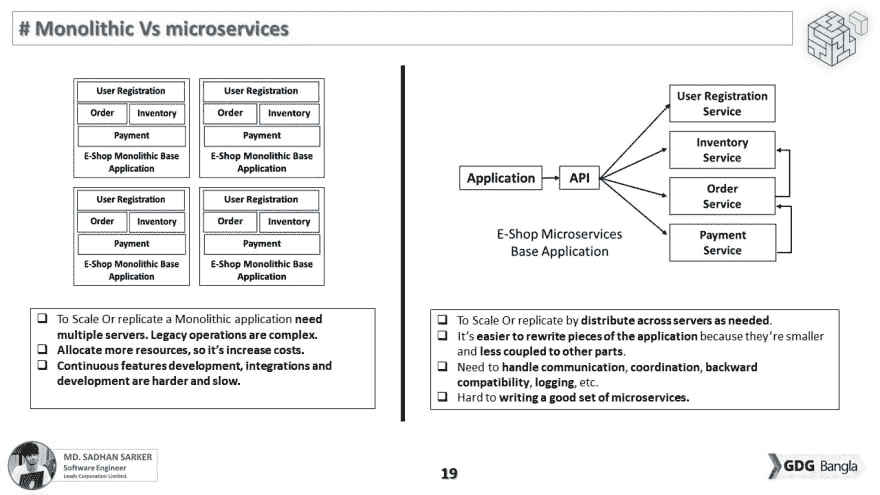 # Monolithic Vs microservices
User Registration
Order Inventory
Payment
E-Shop Monolithic Base
Application
User Registration
Order Inventory
Payment
E-Shop Monolithic Base
Application
User Registration
Order Inventory
Payment
E-Shop Monolithic Base
Application
User Registration
Order Inventory
Payment
E-Shop Monolithic Base
Application
To Scale Or replicate a Monolithic application need
multiple servers. Legacy operations are complex.
Allocate more resources, so it's increase costs.
Continuous features development, integrations and
development are harder and slow.
Application
API
User Registration
Service
Inventory
Service
Order
Service
Payment
Service
E-Shop Microservices
Base Application
To Scale Or replicate by distribute across servers as needed.
It's easier to rewrite pieces of the application because they're smaller
and less coupled to other parts.
Need to handle communication, coordination, backward
compatibility, logging, etc.
Hard to writing a good set of microservices.
MD. SADHAN SARKER
Software Engineer
Leads Corporation Limited.
19
GDG Bangla